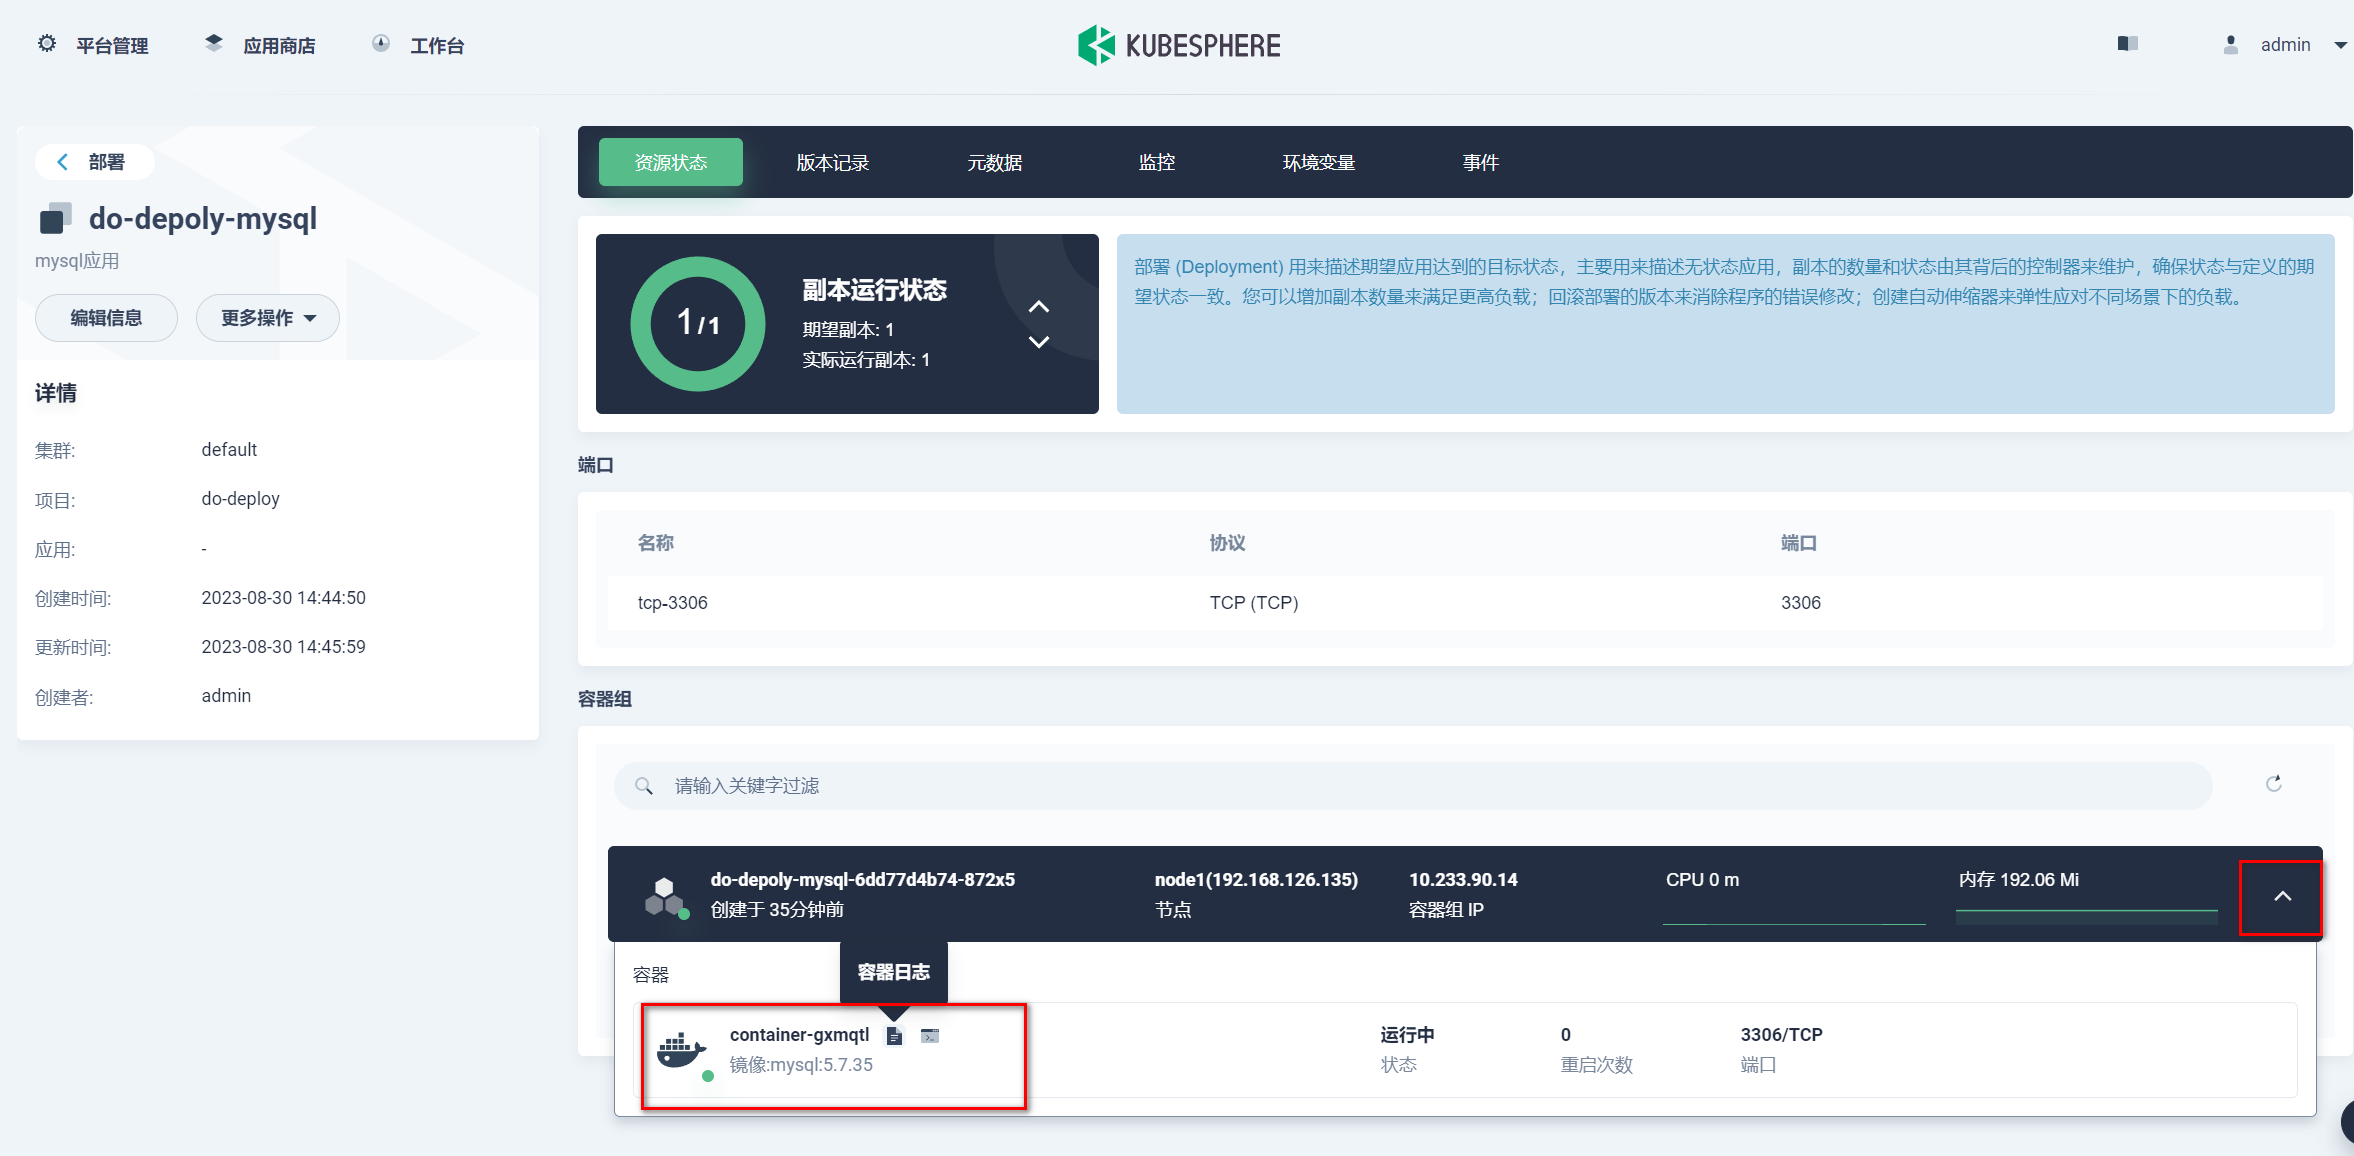 平台管理
应用商店
工作台
KUBESPHERE
admin
部署
do-depoly-mysql
mysql应用
编辑信息
更多操作
详情
集群:
default
项目:
do-deploy
应用:
-
创建时间:
2023-08-30 14:44:50
更新时间:
2023-08-30 14:45:59
创建者:
admin
资源状态
版本记录
元数据
监控
环境变量
事件
1/1
副本运行状态
期望副本: 1
实际运行副本: 1
部署 (Deployment) 用来描述期望应用达到的目标状态，主要用来描述无状态应用，副本的数量和状态由其背后的控制器来维护，确保状态与定义的期
望状态一致。您可以增加副本数量来满足更高负载；回滚部署的版本来消除程序的错误修改；创建自动伸缩器来弹性应对不同场景下的负载。
端口
名称
协议
端口
tcp-3306
TCP (TCP)
3306
容器组
请输入关键字过滤
do-depoly-mysql-6dd77d4b74-872x5
创建于 35分钟前
node1(192.168.126.135)
节点
10.233.90.14
容器组 IP
CPU 0 m
内存 192.06 Mi
容器
容器日志
container-gxmqtl
镜像:mysql:5.7.35
运行中
状态
0
重启次数
3306/TCP
端口